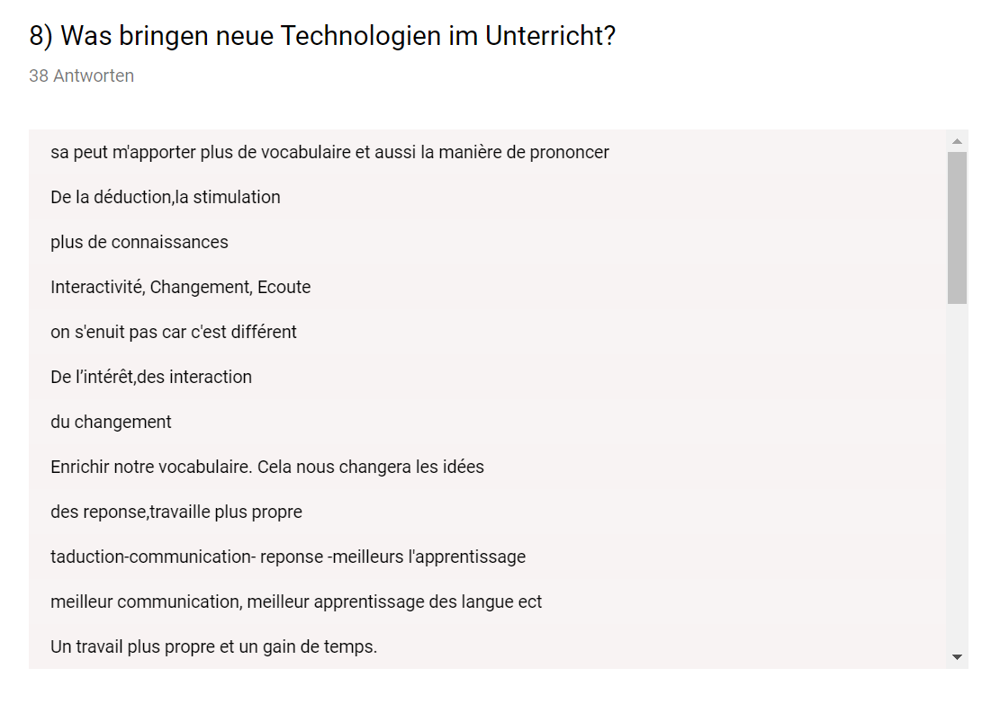 8) Was bringen neue Technologien im Unterricht?
38 Antworten
sa peut m'apporter plus de vocabulaire et aussi la manière de prononcer
De la déduction,la stimulation
plus de connaissances
Interactivité, Changement, Ecoute
on s'enuit pas car c'est différent
De l’intérêt,des interaction
du changement
Enrichir notre vocabulaire. Cela nous changera les idées
des reponse,travaille plus propre
taduction-communication- reponse -meilleurs l'apprentissage
meilleur communication, meilleur apprentissage des langue ect
Un travail plus propre et un gain de temps.